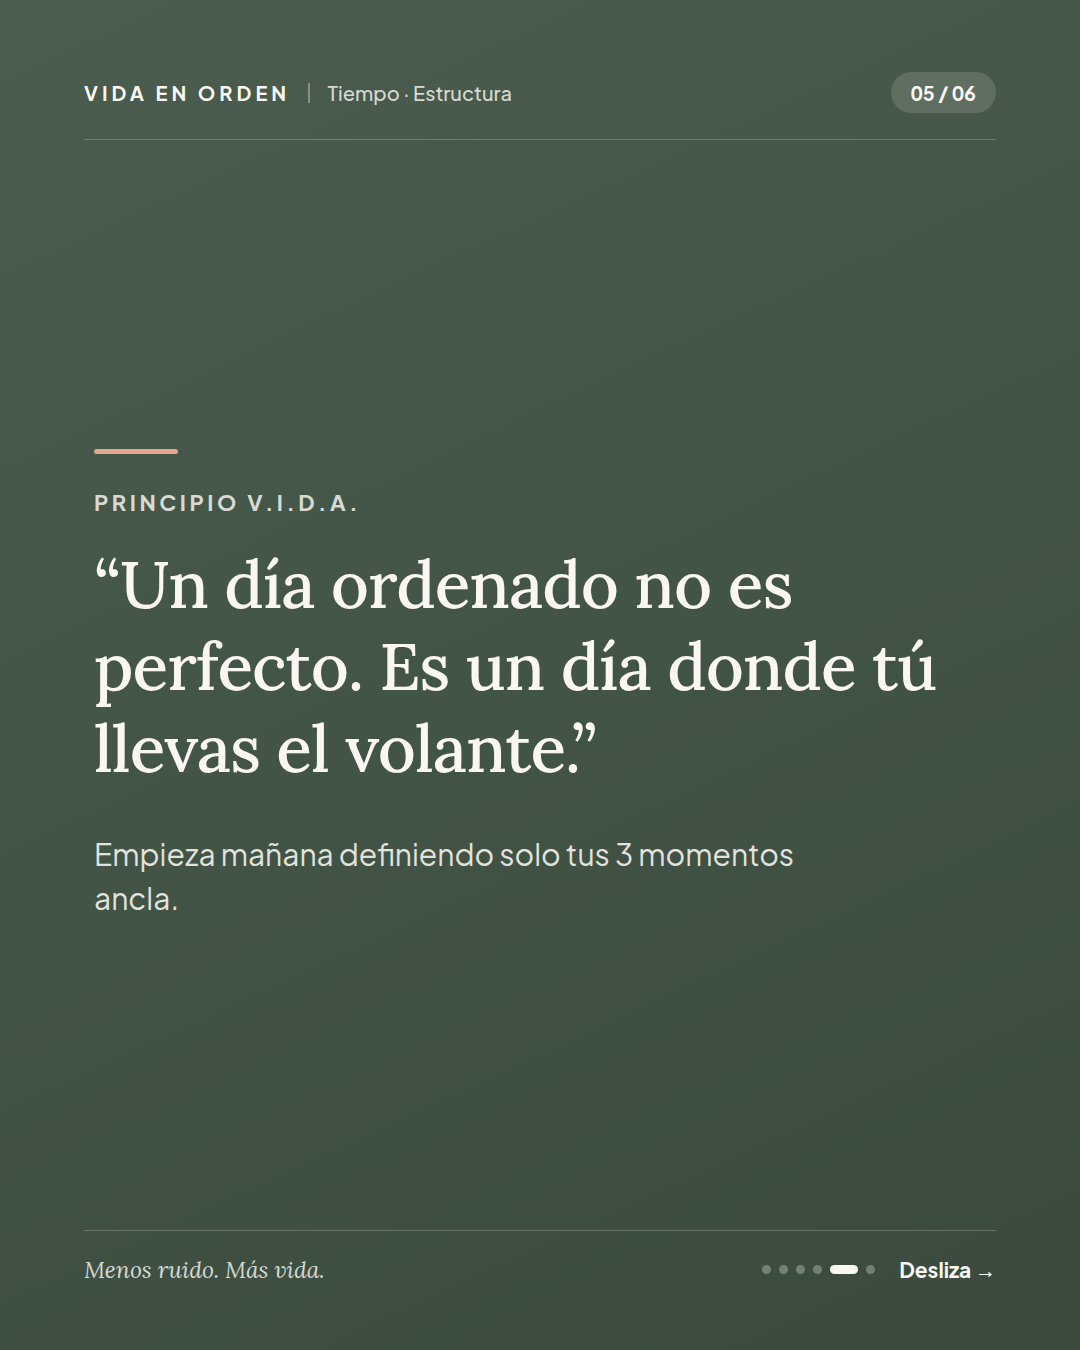 VIDA EN ORDEN | Tiempo · Estructura
05 / 06
PRINCIPIO V.I.D.A.
“Un día ordenado no es
perfecto. Es un día donde tú
llevas el volante.”
Empieza mañana definiendo solo tus 3 momentos
ancla.
Menos ruido. Más vida.
Desliza →